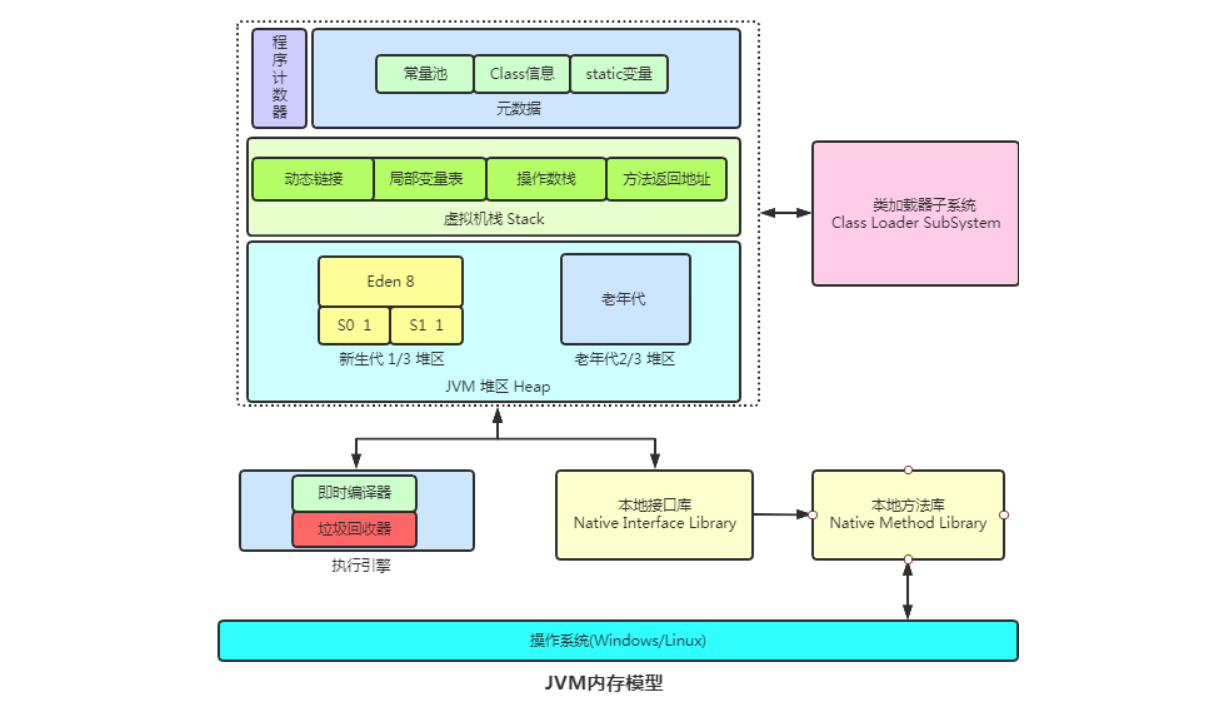 程
序
计
数
器
常量池
Class信息
static变量
元数据
动态链接
局部变量表
操作数栈
方法返回地址
虚拟机栈 Stack
类加载器子系统
Class Loader SubSystem
Eden 8
S0 1
S1 1
新生代 1/3 堆区
老年代
老年代2/3 堆区
JVM 堆区 Heap
即时编译器
垃圾回收器
执行引擎
本地接口库
Native Interface Library
本地方法库
Native Method Library
操作系统(Windows/Linux)
JVM内存模型